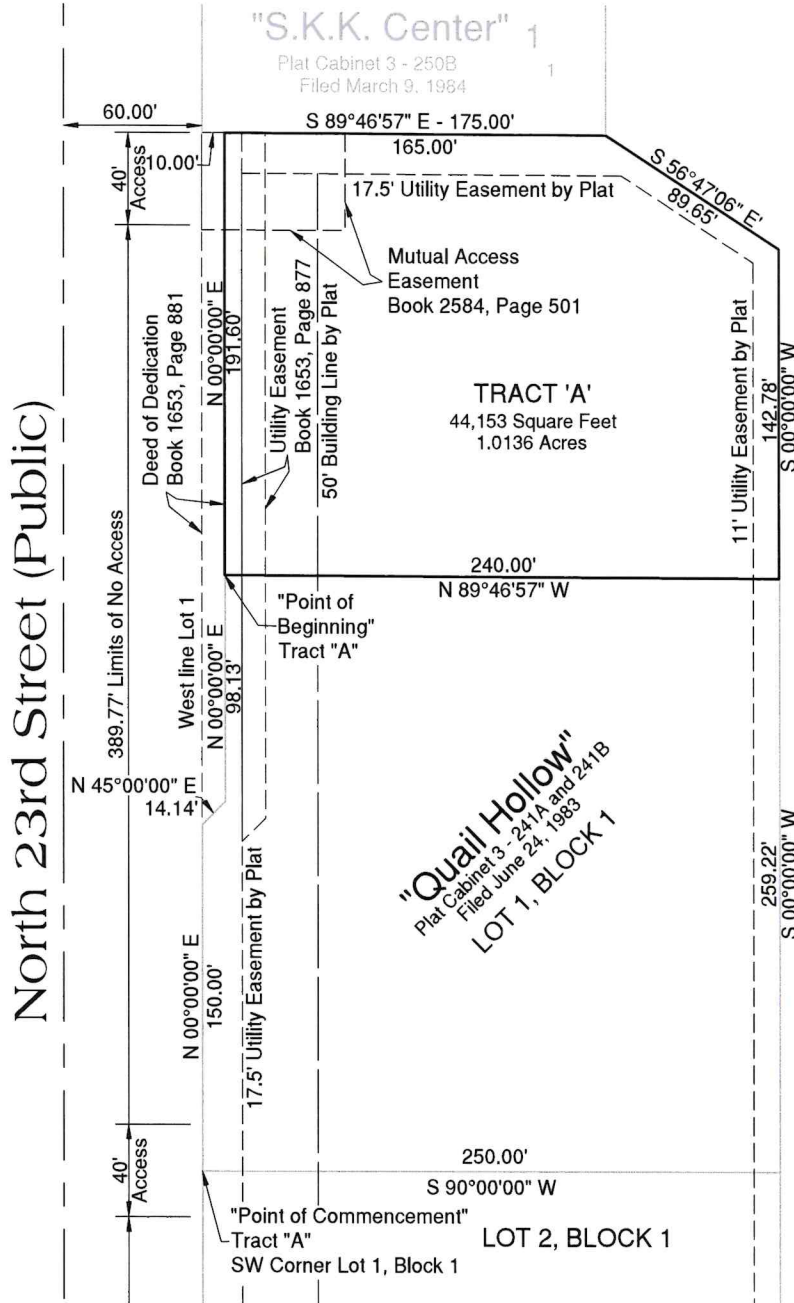 "S.K.K. Center" 1
Plat Cabinet 3 - 250B
1
Filed March 9, 1984
60.00'
S 89°46'57" E - 175.00'
165.00'
10.00'
40'
Access
17.5' Utility Easement by Plat
S 56°47'06" E'
89.65'
Mutual Access
Easement
Book 2584, Page 501
Deed of Dedication
Book 1653, Page 881
N 00°00'00" E
191.60'
Utility Easement
Book 1653, Page 877
50' Building Line by Plat
TRACT 'A'
44,153 Square Feet
1.0136 Acres
11' Utility Easement by Plat
142.78'
S 00°00'00" W
240.00'
N 89°46'57" W
North 23rd Street (Public)
389.77' Limits of No Access
West line Lot 1
N 00°00'00" E
98.13'
"Point of
Beginning"
Tract "A"
N 45°00'00" E
14.14'
"Quail Hollow"
Plat Cabinet 3 - 241A and 241B
Filed June 24, 1983
LOT 1, BLOCK 1
259.22'
S 00°00'00" W
N 00°00'00" E
150.00'
17.5' Utility Easement by Plat
40'
Access
250.00'
S 90°00'00" W
"Point of Commencement"
Tract "A"
SW Corner Lot 1, Block 1
LOT 2, BLOCK 1